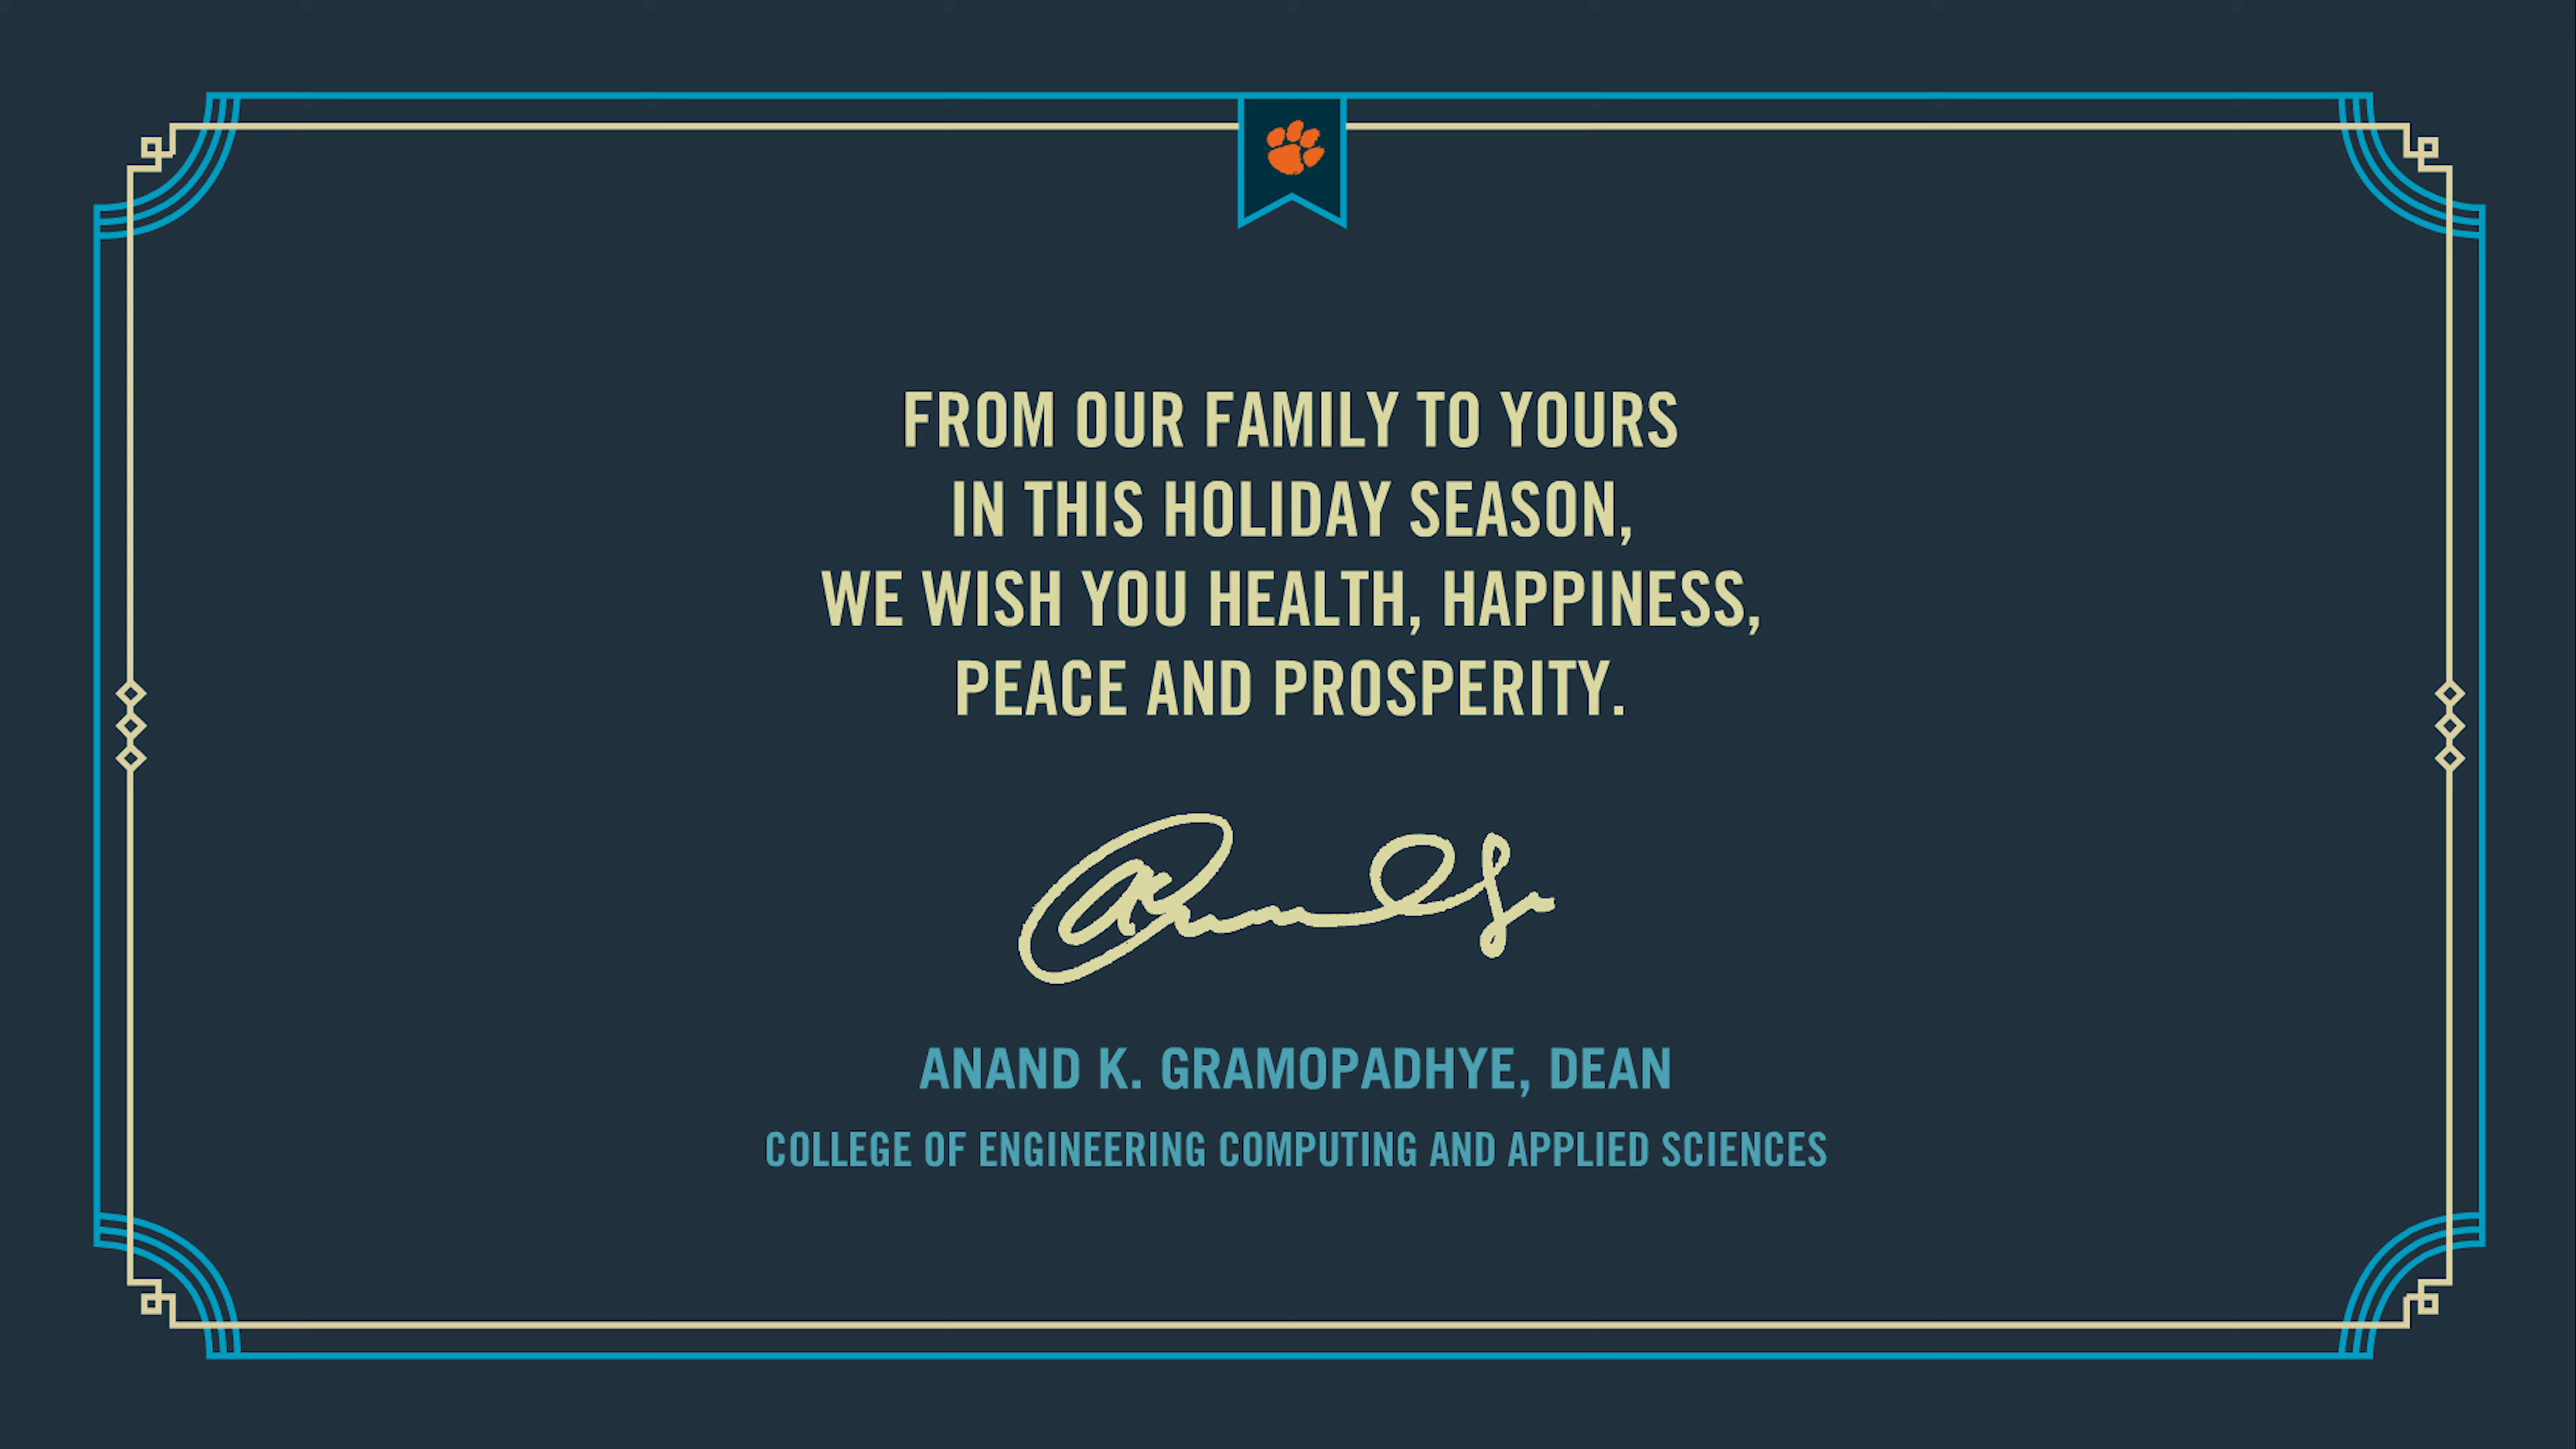 FROM OUR FAMILY TO YOURS
IN THIS HOLIDAY SEASON,
WE WISH YOU HEALTH, HAPPINESS,
PEACE AND PROSPERITY.
ANAND K. GRAMOPADHYE, DEAN
COLLEGE OF ENGINEERING COMPUTING AND APPLIED SCIENCES